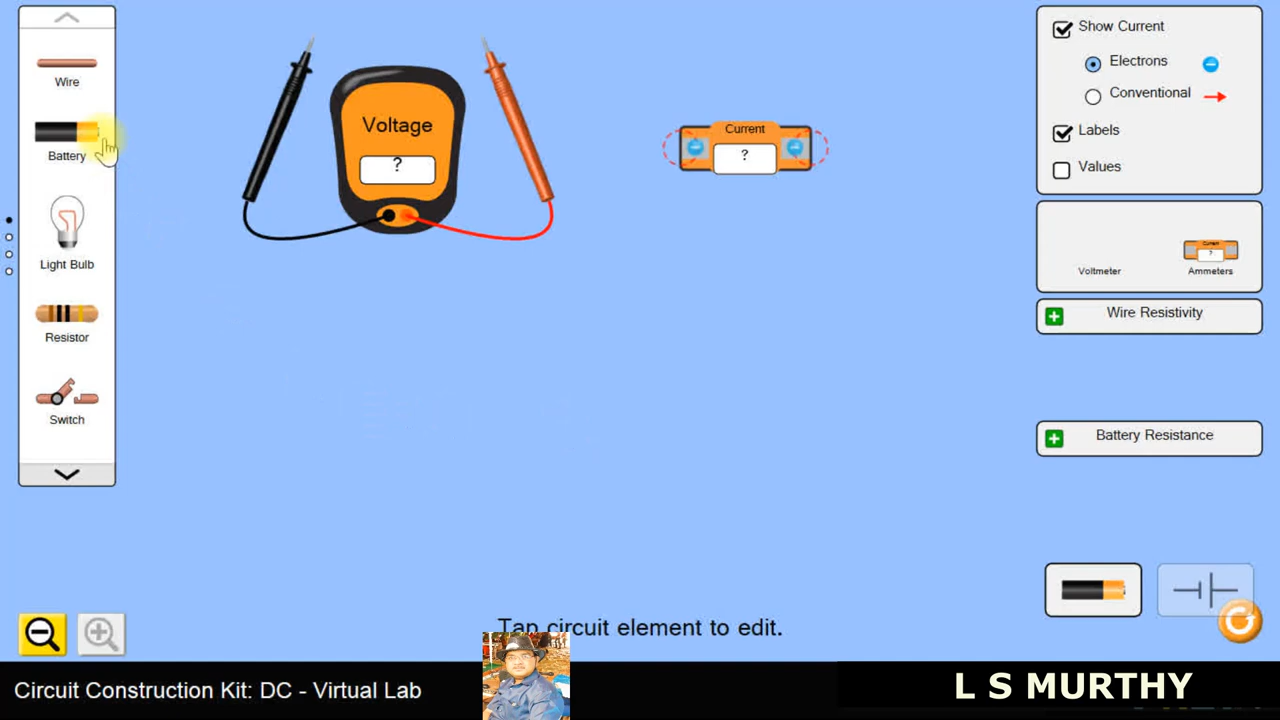 Wire
Battery
Light Bulb
Resistor
Switch
Voltage
?
Current
?
Show Current
Electrons
Conventional
Labels
Values
Current
?
Voltmeter
Ammeters
Wire Resistivity
Battery Resistance
Tap circuit element to edit.
Circuit Construction Kit: DC - Virtual Lab
L S MURTHY